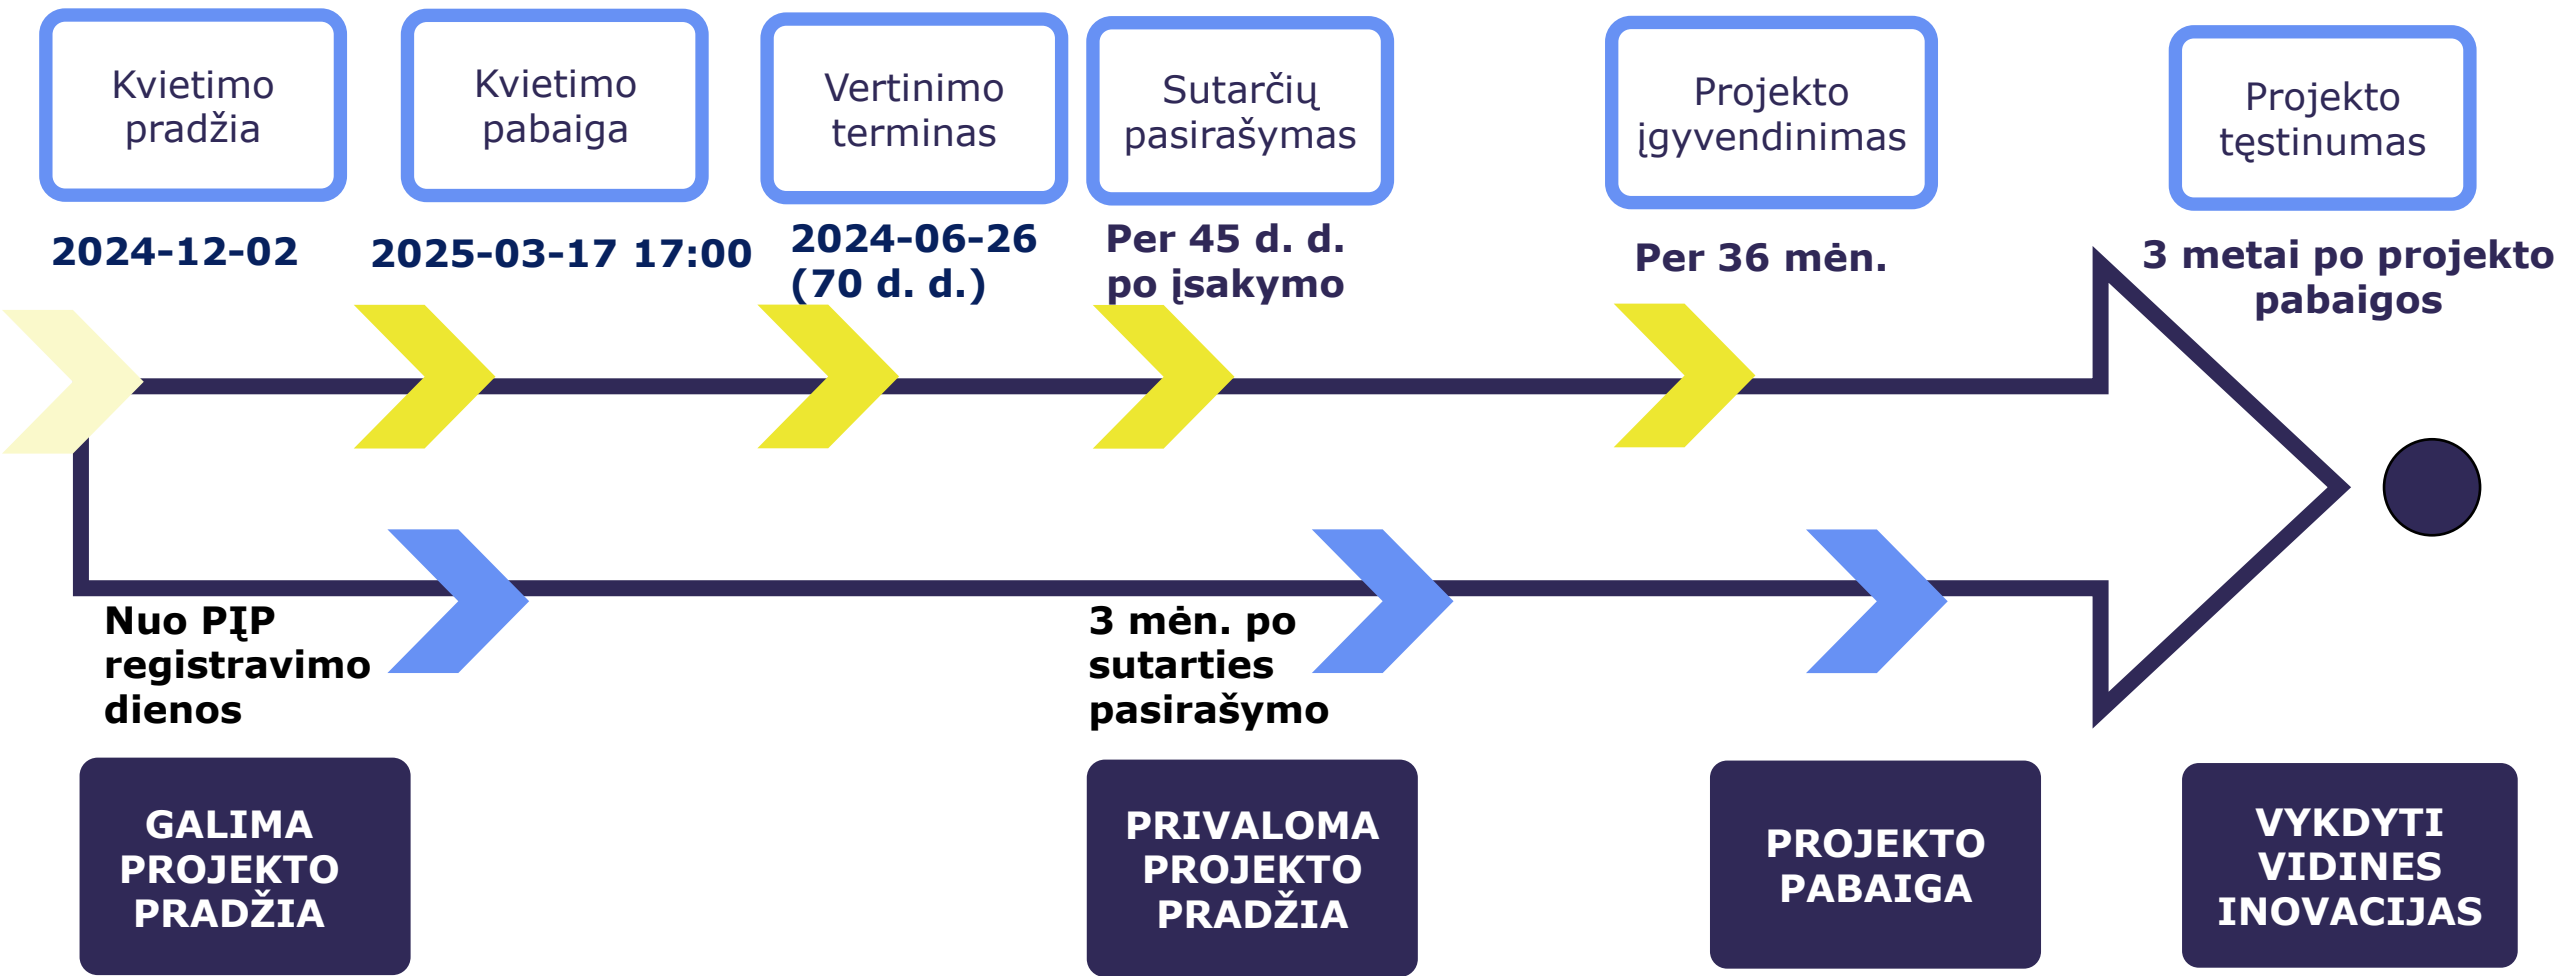 Kvietimo
pradžia
Kvietimo
pabaiga
Vertinimo
terminas
Sutarčių
pasirašymas
Projekto
įgyvendinimas
Projekto
tęstinumas
2024-12-02
2025-03-17 17:00
2024-06-26
(70 d. d.)
Per 45 d. d.
po įsakymo
Per 36 mėn.
3 metai po projekto
pabaigos
Nuo PĮP
registravimo
dienos
3 mėn. po
sutarties
pasirašymo
GALIMA
PROJEKTO
PRADŽIA
PRIVALOMA
PROJEKTO
PRADŽIA
PROJEKTO
PABAIGA
VYKDYTI
VIDINES
INOVACIJAS